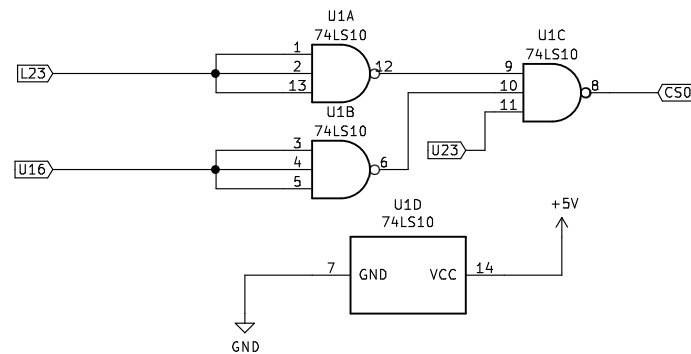 U1A
74LS10
1
2
13
12
L23
U1B
74LS10
3
4
5
6
U16
U1C
74LS10
9
10
11
8
U23
CS0
U1D
74LS10
7
GND
VCC
14
+5V
GND